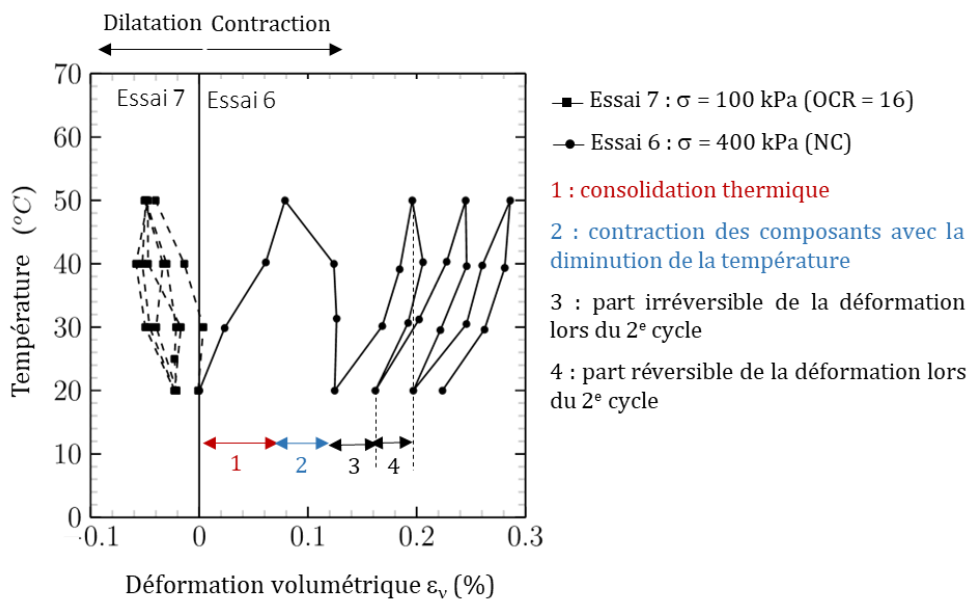 Dilatation Contraction
70
60
50
40
30
20
10
0
Température (°C)
Essai 7 Essai 6
1 2 3 4
-0.1 0 0.1 0.2 0.3
Déformation volumétrique εᵥ (%)
Essai 7 : σ = 100 kPa (OCR = 16)
Essai 6 : σ = 400 kPa (NC)
1 : consolidation thermique
2 : contraction des composants avec la
diminution de la température
3 : part irréversible de la déformation
lors du 2ᵉ cycle
4 : part réversible de la déformation lors
du 2ᵉ cycle